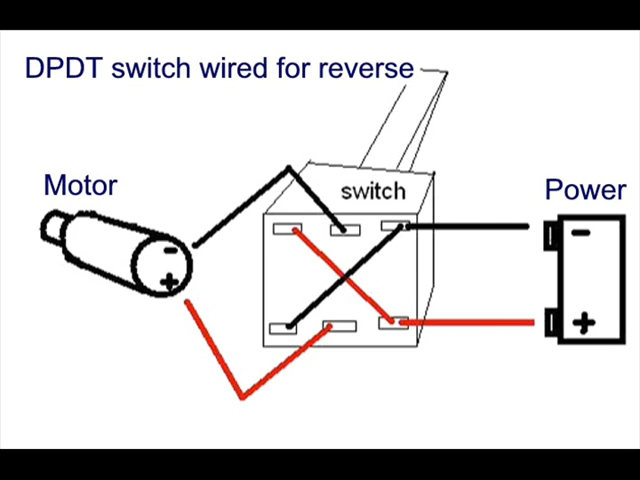 DPDT switch wired for reverse
Motor
switch
Power
-
+
-
+